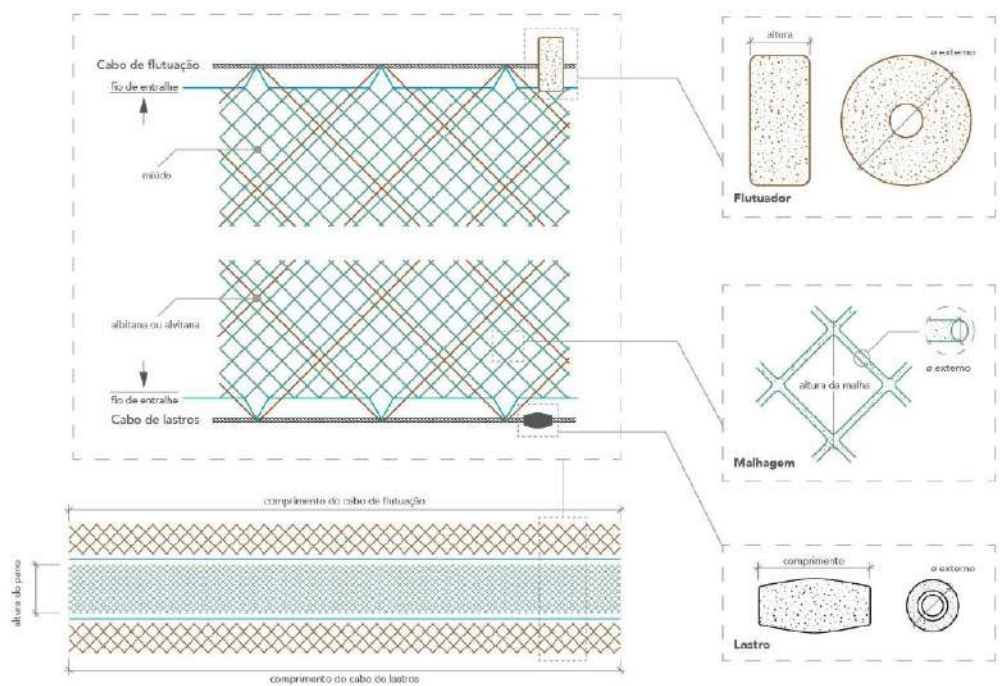 Cabo de flutuação
fio de entralhe
miúdo
albitana ou alvitana
fio de entralhe
Cabo de lastros
altura
ø externo
Flutuador
altura da malha
ø externo
Malhagem
comprimento
ø externo
Lastro
comprimento do cabo de flutuação
altura do pano
comprimento do cabo de lastros